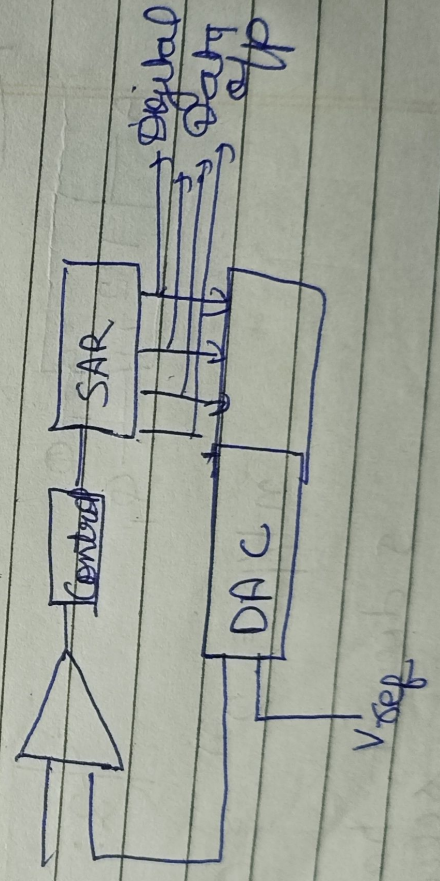 Digital
Data
o/p
SAR
Control
DAC
Vref